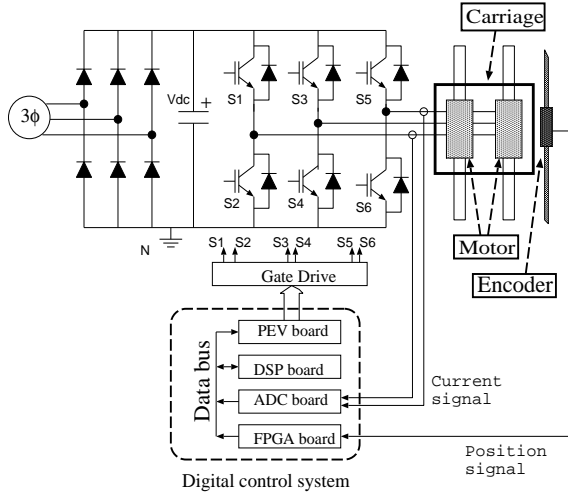 Carriage
Vdc
+
S1
S3
S5
3ϕ
S2
S4
S6
N
S1 S2
S3 S4
S5 S6
Motor
Encoder
Gate Drive
Data bus
PEV board
DSP board
ADC board
FPGA board
Current
signal
Position
signal
Digital control system